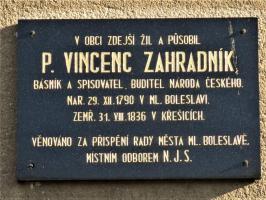 V OBCI ZDEJŠÍ ŽIL A PŮSOBIL
P. VINCENC ZAHRADNÍK,
BÁSNÍK A SPISOVATEL, BUDITEL NÁRODA ČESKÉHO.
NAR. 29. XII. 1790 V ML. BOLESLAVI.
ZEMŘ. 31. VIII. 1836 V KŘEŠICÍCH.
VĚNOVÁNO ZA PŘISPĚNÍ RADY MĚSTA ML. BOLESLAVĚ,
MÍSTNÍM ODBOREM N.J.S.